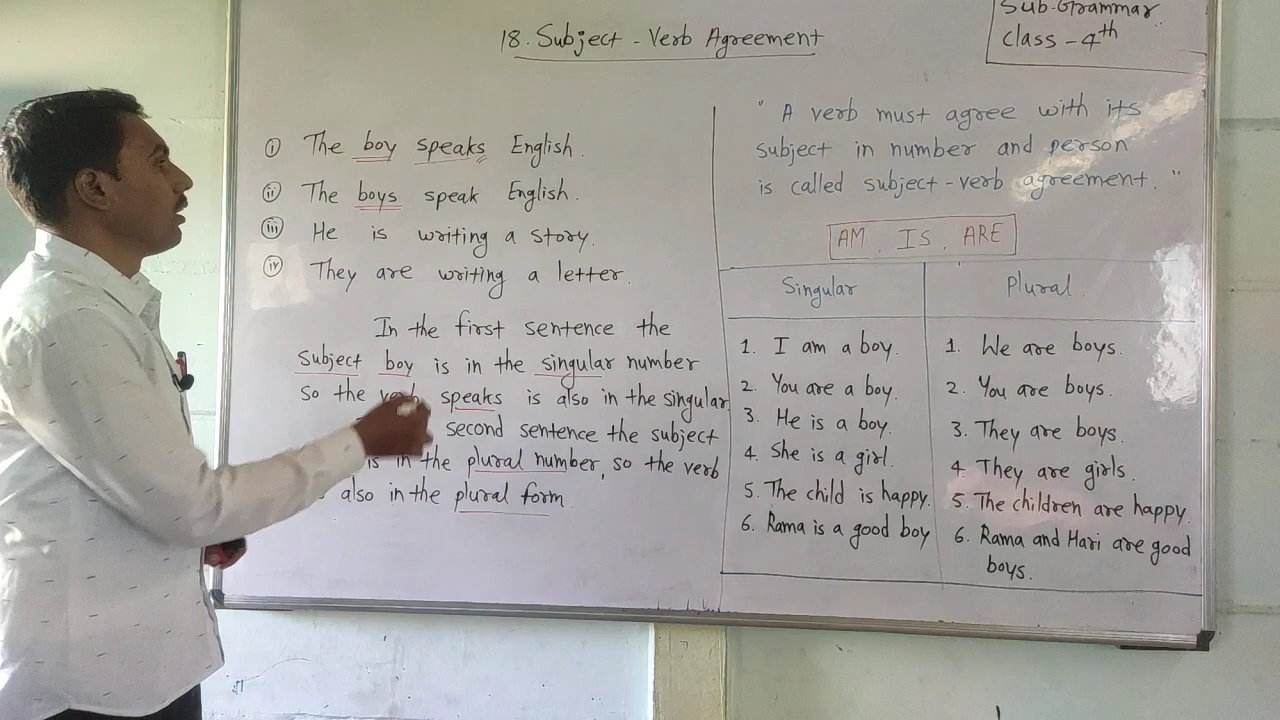 18. Subject - Verb Agreement
Sub-Grammar
Class - 4th
i The boy speaks English.
ii The boys speak English.
iii He is writing a story.
iv They are writing a letter.
In the first sentence the
Subject boy is in the singular number
so the verb speaks is also in the singular
second sentence the subject
is in the plural number, so the verb
also in the plural form.
" A verb must agree with its
subject in number and person
is called subject-verb agreement. "
AM, IS, ARE
Singular
1. I am a boy.
2. You are a boy.
3. He is a boy.
4. She is a girl.
5. The child is happy.
6. Rama is a good boy
Plural
1. We are boys.
2. You are boys.
3. They are boys.
4. They are girls.
5. The children are happy.
6. Rama and Hari are good
boys.